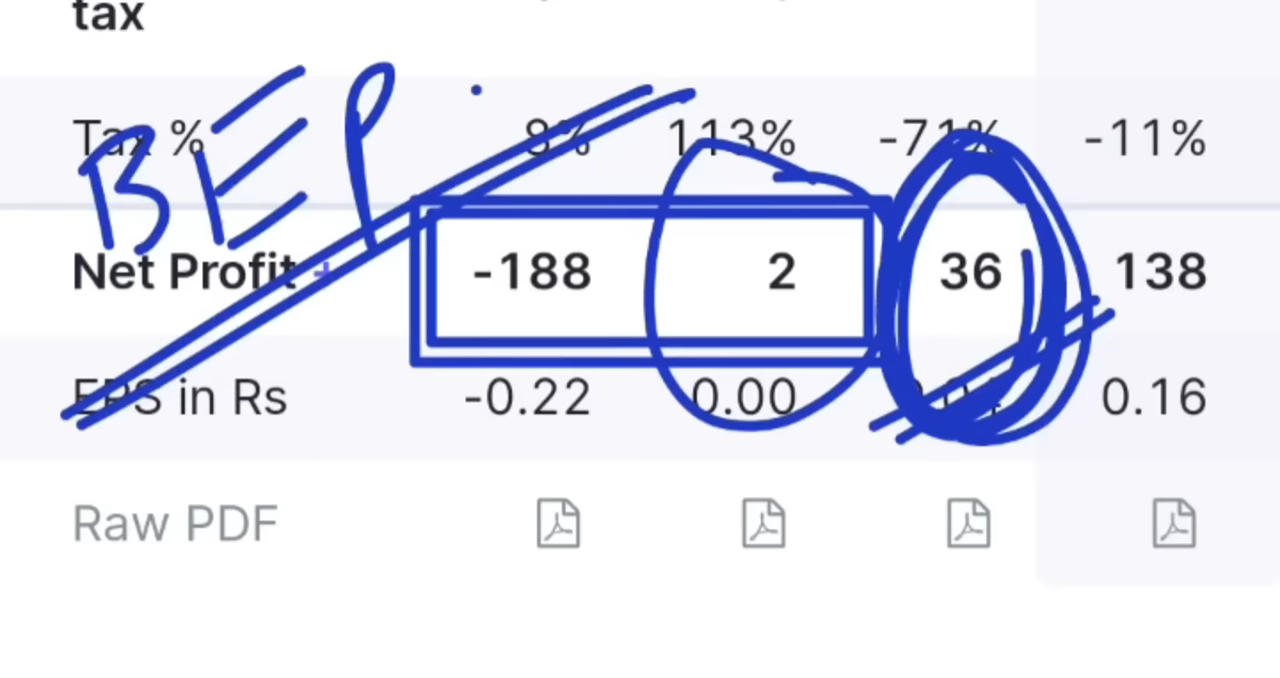 tax
Tax % 8% 113% -71% -11%
BEP
Net Profit + -188 2 36 138
EPS in Rs -0.22 0.00 0.16
Raw PDF